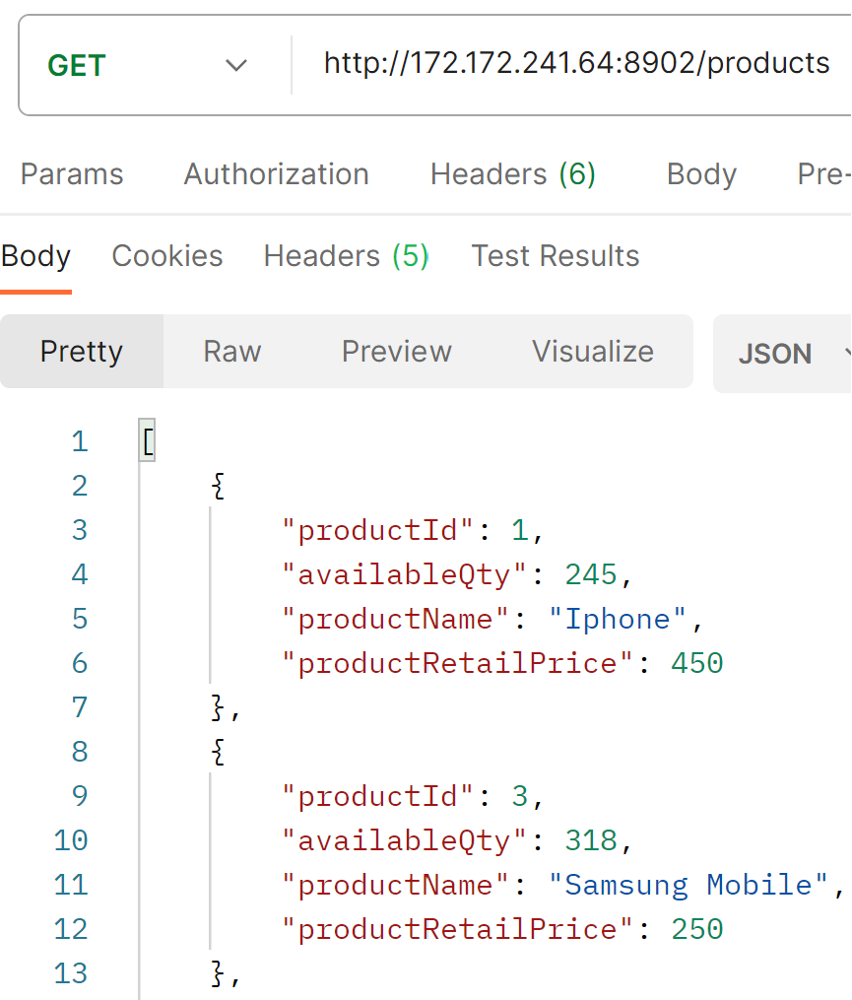 GET http://172.172.241.64:8902/products
Params Authorization Headers (6) Body Pre-
Body Cookies Headers (5) Test Results
Pretty Raw Preview Visualize JSON
1 [
2 {
3 "productId": 1,
4 "availableQty": 245,
5 "productName": "Iphone",
6 "productRetailPrice": 450
7 },
8 {
9 "productId": 3,
10 "availableQty": 318,
11 "productName": "Samsung Mobile",
12 "productRetailPrice": 250
13 },